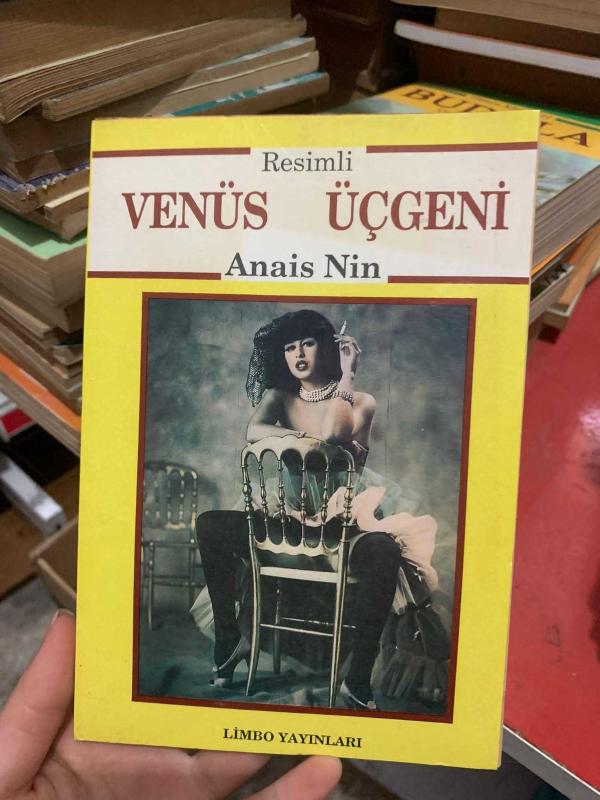 Resimli
VENÜS ÜÇGENİ
Anais Nin
LİMBO YAYINLARI